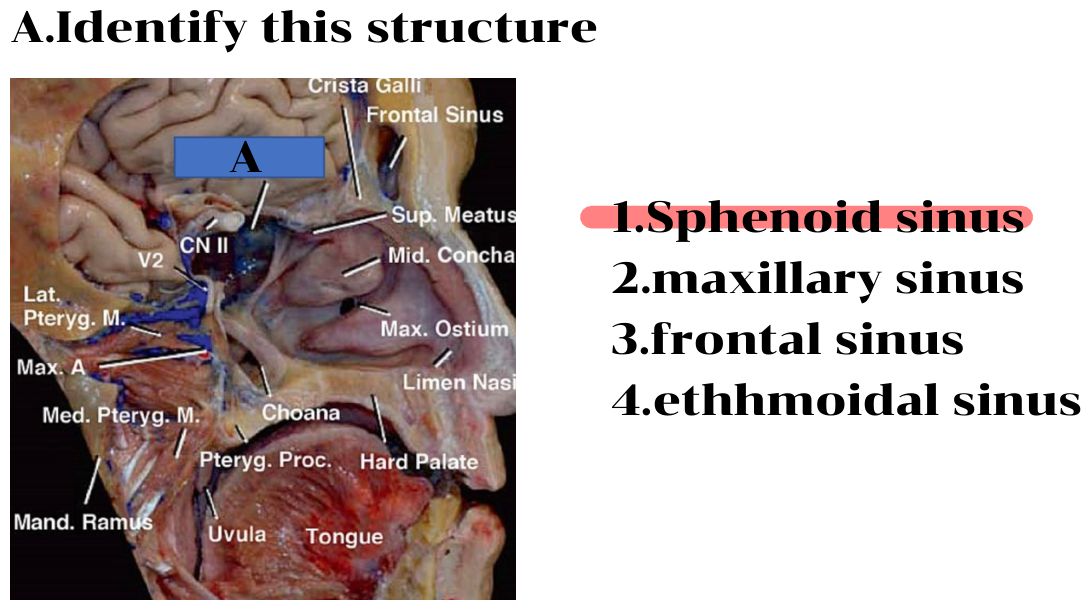 A.Identify this structure
Crista Galli
Frontal Sinus
A
Sup. Meatus
CN II
Mid. Concha
V2
Lat.
Pteryg. M.
Max. Ostium
Max. A
Limen Nasi
Med. Pteryg. M.
Choana
Pteryg. Proc.
Hard Palate
Mand. Ramus
Uvula
Tongue
1.Sphenoid sinus
2.maxillary sinus
3.frontal sinus
4.ethhmoidal sinus